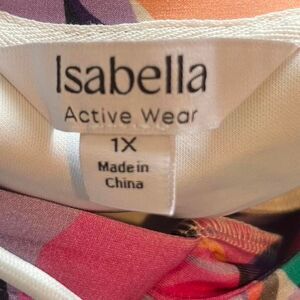 Isabella
Active Wear
1X
Made in
China